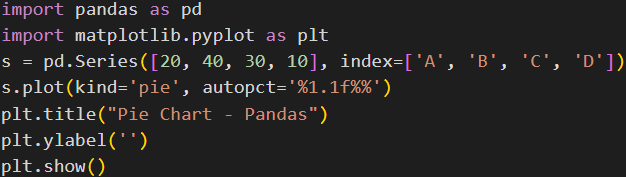 import pandas as pd
import matplotlib.pyplot as plt
s = pd.Series([20, 40, 30, 10], index=['A', 'B', 'C', 'D'])
s.plot(kind='pie', autopct='%1.1f%%')
plt.title("Pie Chart - Pandas")
plt.ylabel('')
plt.show()